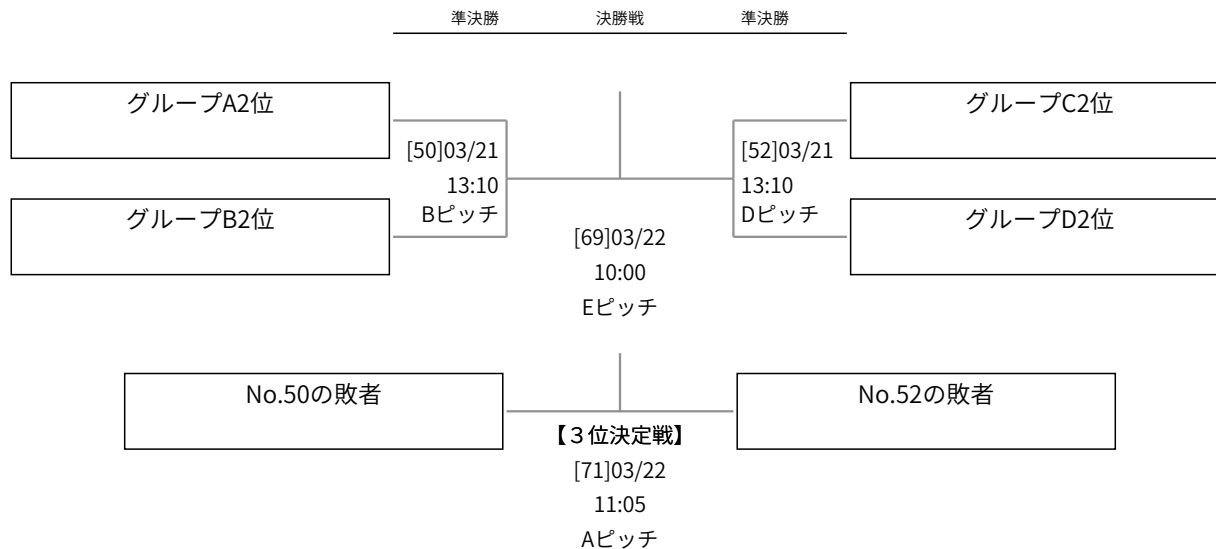 準決勝 決勝戦 準決勝
グループA2位
グループC2位
[50]03/21
13:10
Bピッチ
[52]03/21
13:10
Dピッチ
グループB2位
グループD2位
[69]03/22
10:00
Eピッチ
No.50の敗者
No.52の敗者
【３位決定戦】
[71]03/22
11:05
Aピッチ